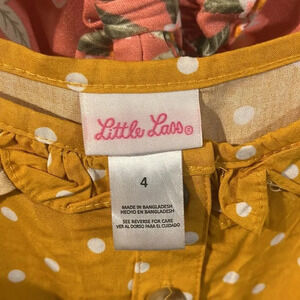 Little Lass®
4
MADE IN BANGLADESH
HECHO EN BANGLADESH
SEE REVERSE FOR CARE
VER AL DORSO PARA EL CUIDADO